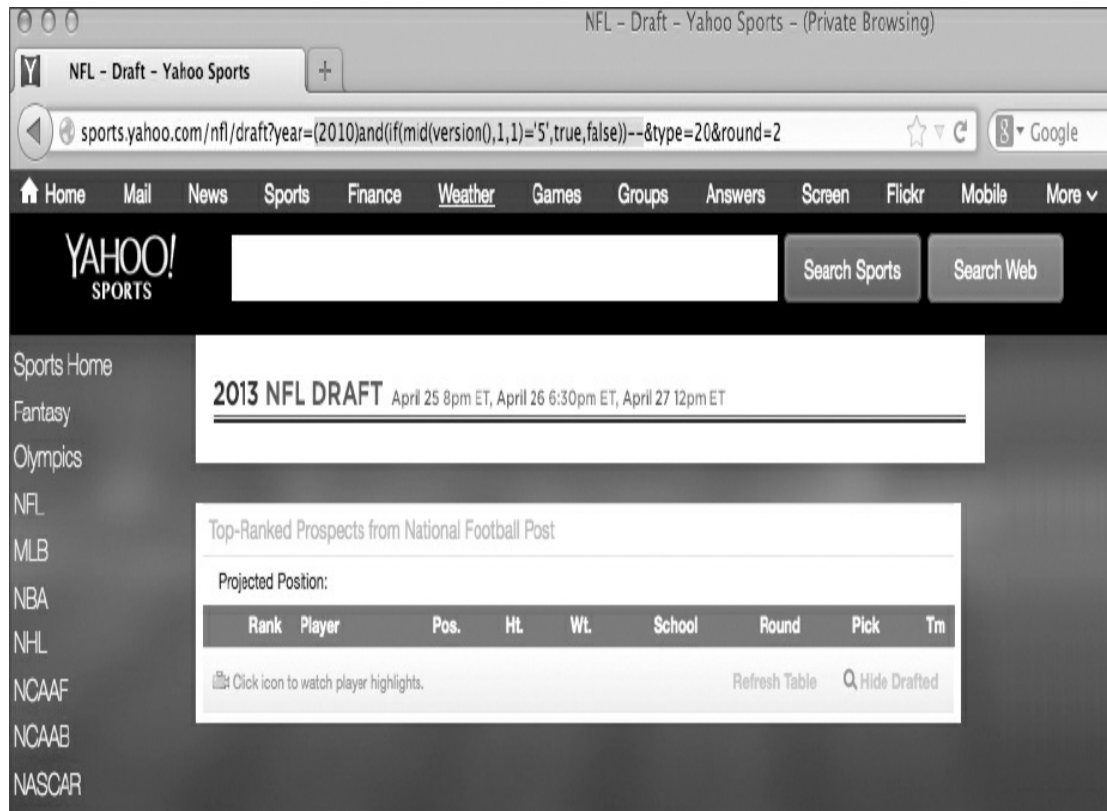 NFL – Draft – Yahoo Sports – (Private Browsing)
Y NFL – Draft – Yahoo Sports +
sports.yahoo.com/nfl/draft?year=(2010)and(if(mid(version(),1,1)='5',true,false))--&type=20&round=2 8 Google
Home Mail News Sports Finance Weather Games Groups Answers Screen Flickr Mobile More
YAHOO!
SPORTS
Search Sports Search Web
Sports Home
Fantasy
Olympics
NFL
MLB
NBA
NHL
NCAAF
NCAAB
NASCAR
2013 NFL DRAFT April 25 8pm ET, April 26 6:30pm ET, April 27 12pm ET
Top-Ranked Prospects from National Football Post
Projected Position:
Rank Player Pos. Ht. Wt. School Round Pick Tm
Click icon to watch player highlights. Refresh Table Hide Drafted